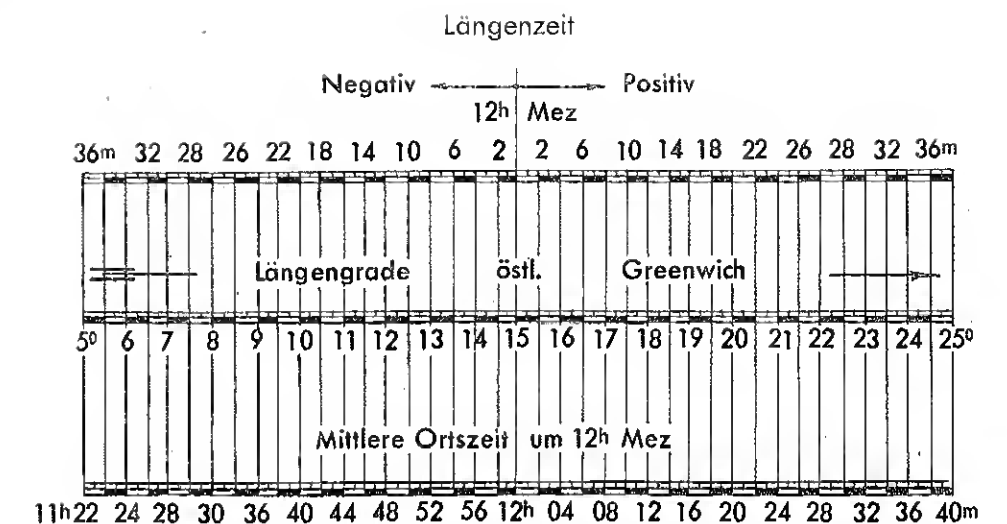 Längenzeit
Negativ Positiv
12h Mez
36m 32 28 26 22 18 14 10 6 2 2 6 10 14 18 22 26 28 32 36m
Längengrade östl. Greenwich
5º 6 7 8 9 10 11 12 13 14 15 16 17 18 19 20 21 22 23 24 25º
Mittlere Ortszeit um 12h Mez
11h22 24 28 30 36 40 44 48 52 56 12h 04 08 12 16 20 24 28 32 36 40m